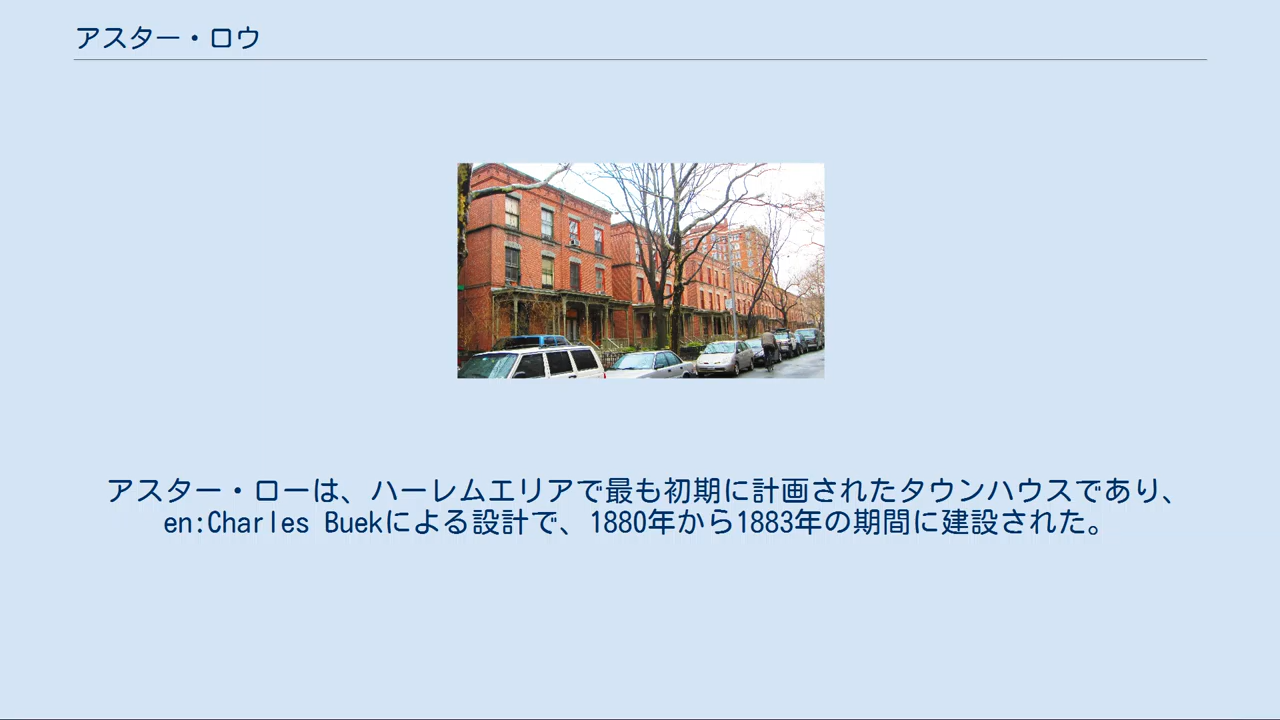 アスター・ロウ
アスター・ローは、ハーレムエリアで最も初期に計画されたタウンハウスであり、
en:Charles Buekによる設計で、1880年から1883年の期間に建設された。